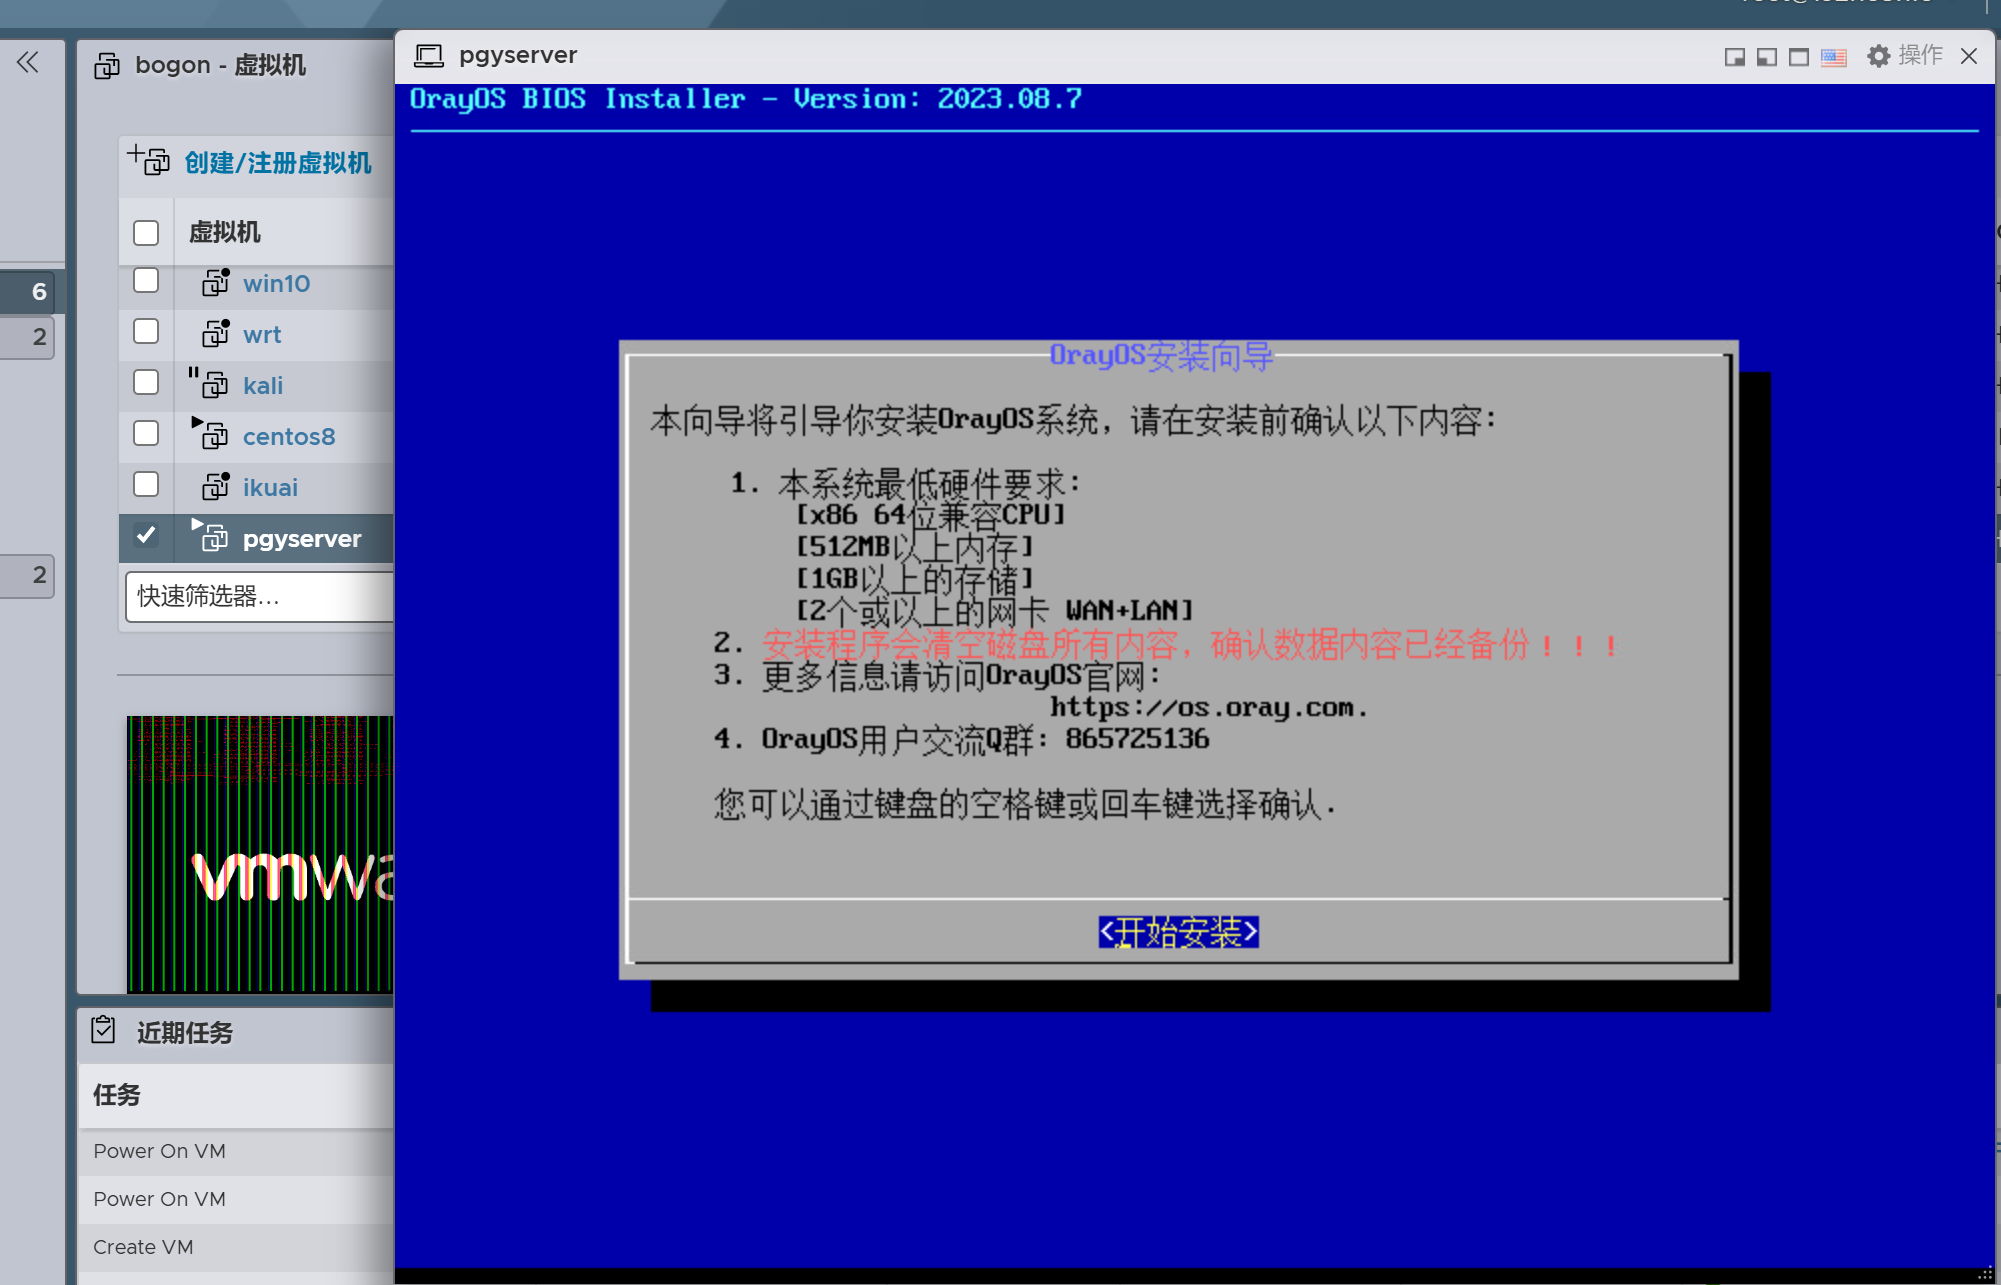 bogon - 虚拟机
创建/注册虚拟机
虚拟机
win10
wrt
kali
centos8
ikuai
pgyserver
快速筛选器...
6
2
2
近期任务
任务
Power On VM
Power On VM
Create VM
pgyserver
操作
OrayOS BIOS Installer - Version: 2023.08.7
OrayOS安装向导
本向导将引导你安装OrayOS系统，请在安装前确认以下内容：
1. 本系统最低硬件要求：
[x86 64位兼容CPU]
[512MB以上内存]
[1GB以上的存储]
[2个或以上的网卡 WAN+LAN]
2. 安装程序会清空磁盘所有内容，确认数据内容已经备份！！！
3. 更多信息请访问OrayOS官网：
https://os.oray.com.
4. OrayOS用户交流Q群：865725136
您可以通过键盘的空格键或回车键选择确认.
<开始安装>